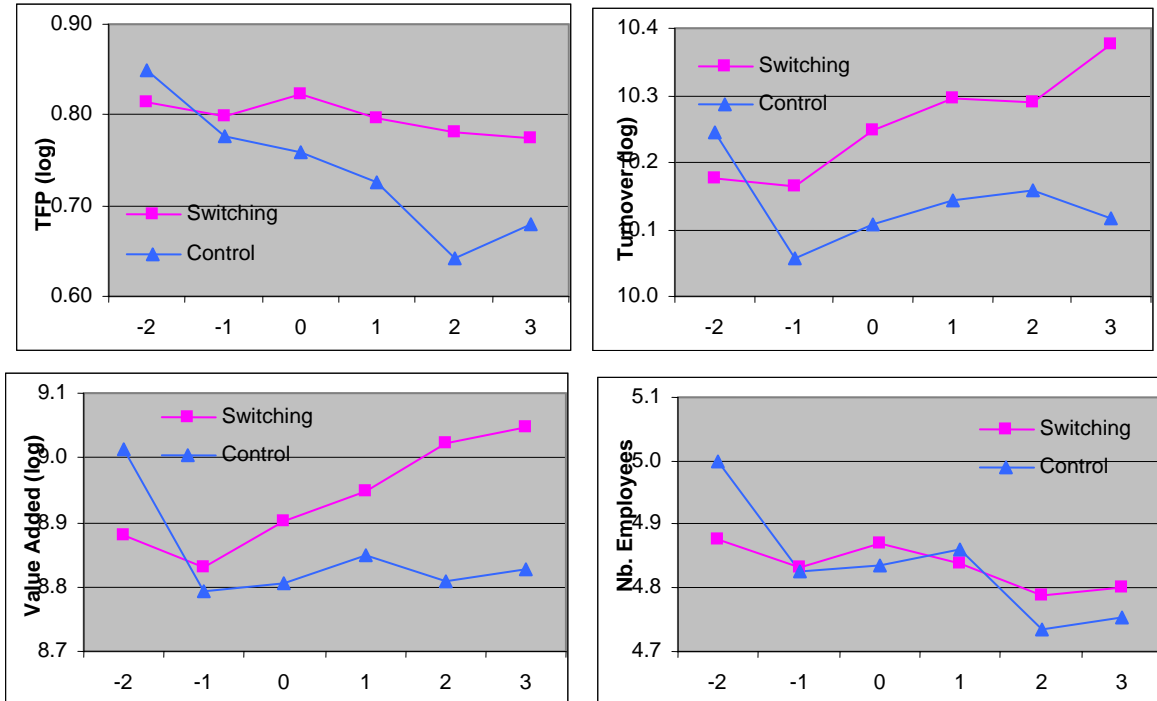 0.90
0.80
0.70
0.60
TFP (log)
Switching
Control
-2 -1 0 1 2 3
10.4
10.3
10.2
10.1
10.0
Turnover (log)
Switching
Control
-2 -1 0 1 2 3
9.1
9.0
8.9
8.8
8.7
Value Added (log)
Switching
Control
-2 -1 0 1 2 3
5.1
5.0
4.9
4.8
4.7
Nb. Employees
Switching
Control
-2 -1 0 1 2 3